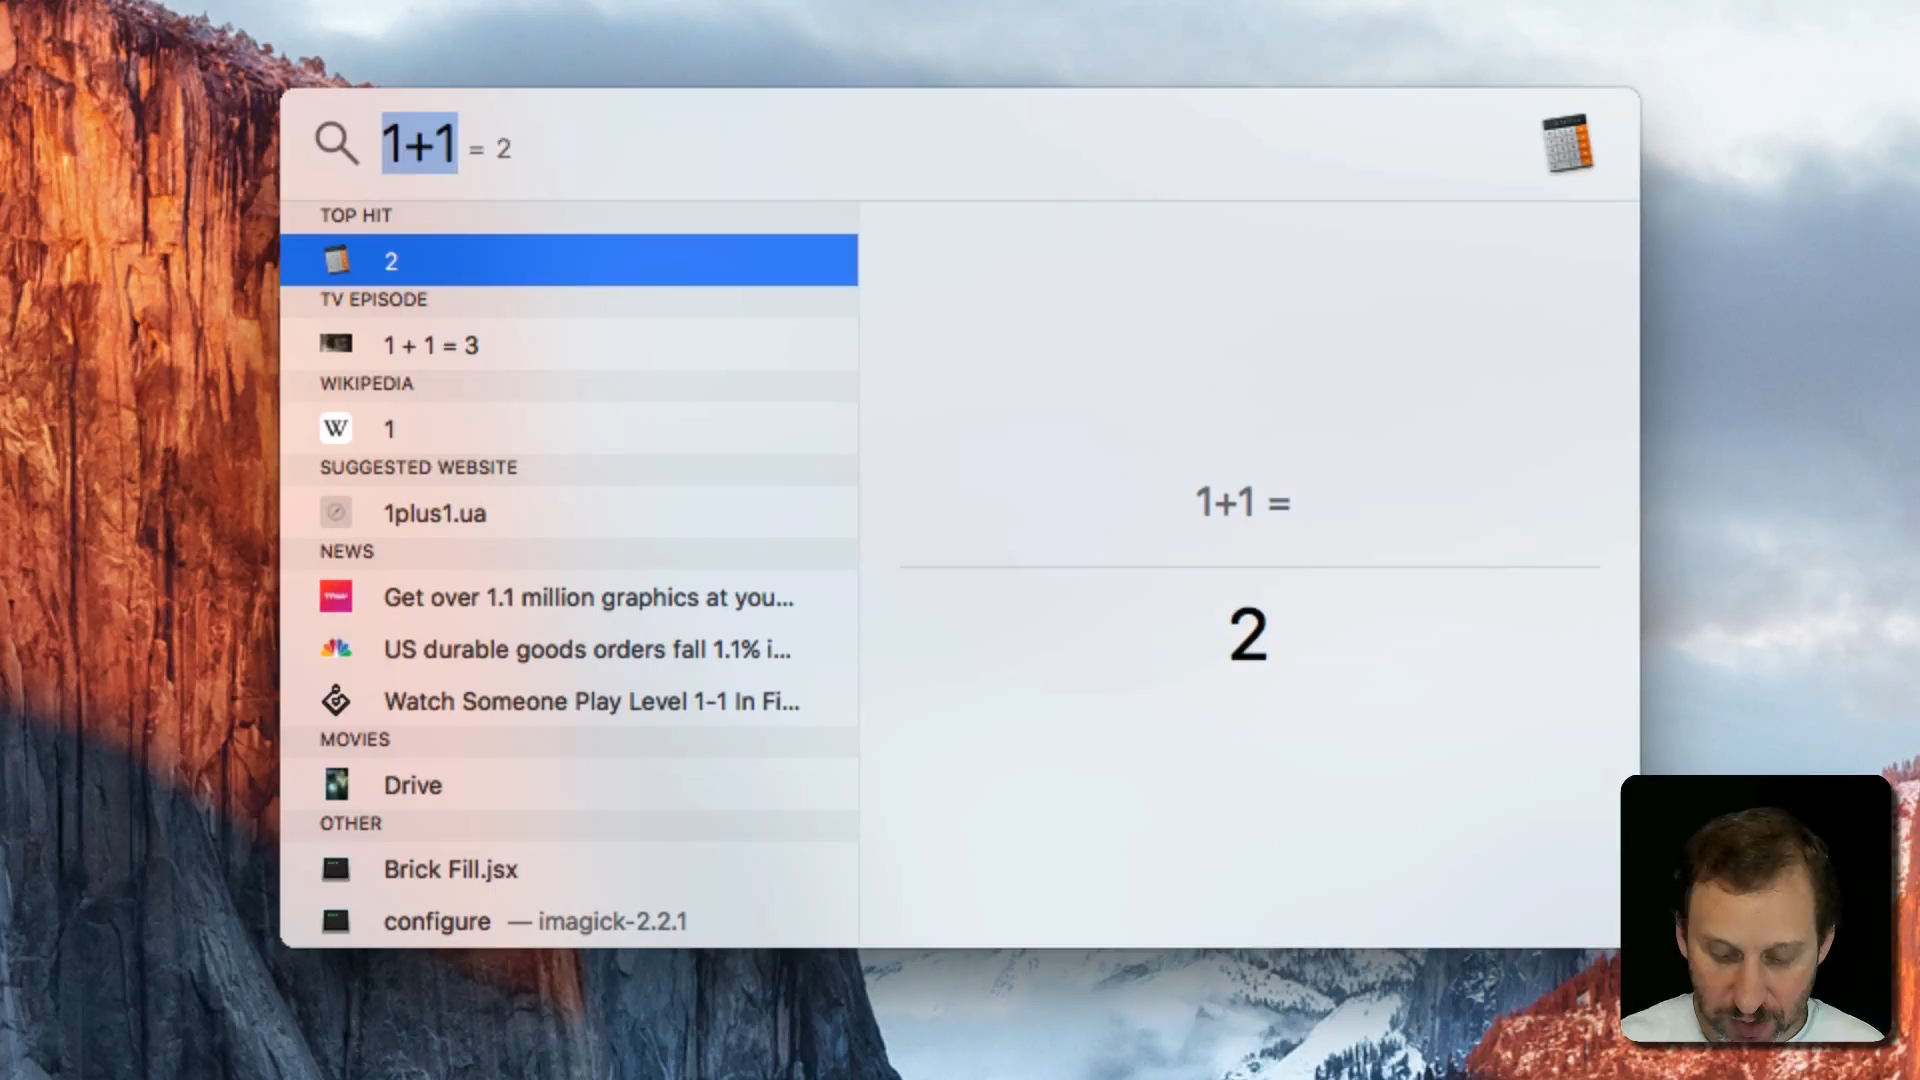 1+1 = 2
TOP HIT
2
TV EPISODE
1 + 1 = 3
WIKIPEDIA
W 1
SUGGESTED WEBSITE
1plus1.ua
NEWS
Get over 1.1 million graphics at you...
US durable goods orders fall 1.1% i...
Watch Someone Play Level 1-1 In Fi...
MOVIES
Drive
OTHER
Brick Fill.jsx
configure — imagick-2.2.1
1+1 =
2